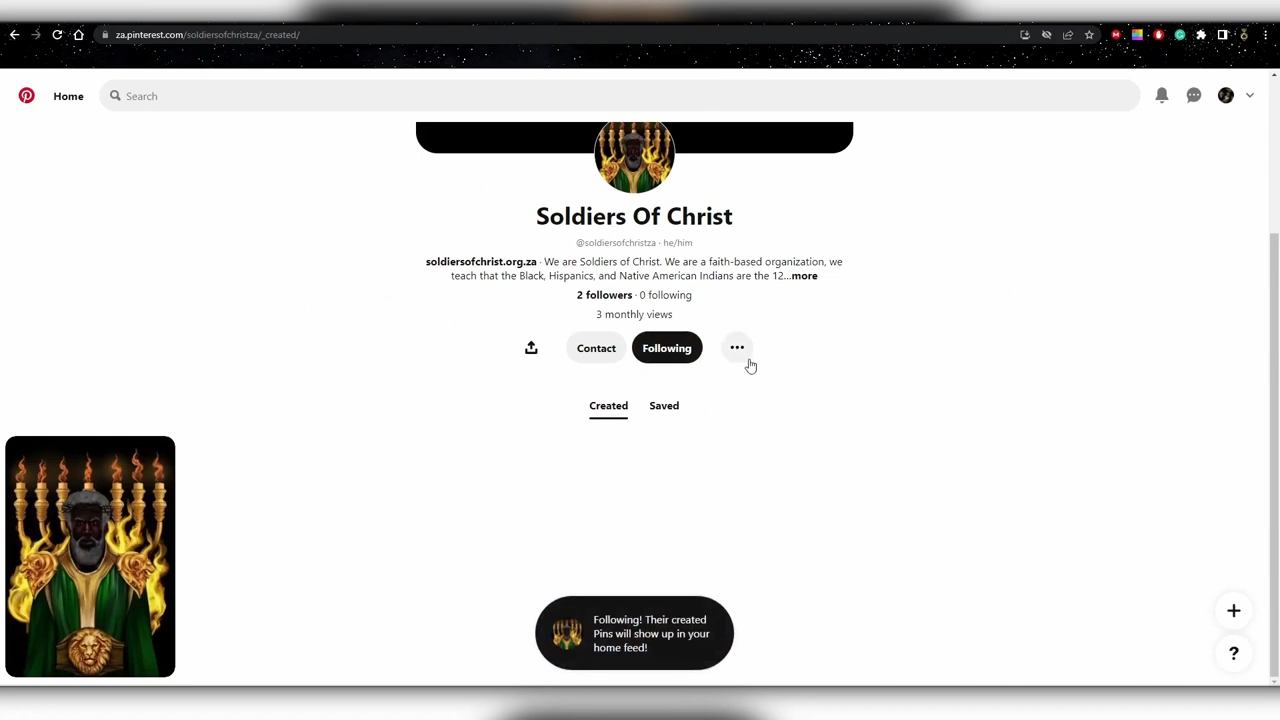 za.pinterest.com/soldiersofchristza/_created/
Home
Search
Soldiers Of Christ
@soldiersofchristza · he/him
soldiersofchrist.org.za · We are Soldiers of Christ. We are a faith-based organization, we
teach that the Black, Hispanics, and Native American Indians are the 12...more
2 followers · 0 following
3 monthly views
Contact
Following
Created
Saved
Following! Their created
Pins will show up in your
home feed!